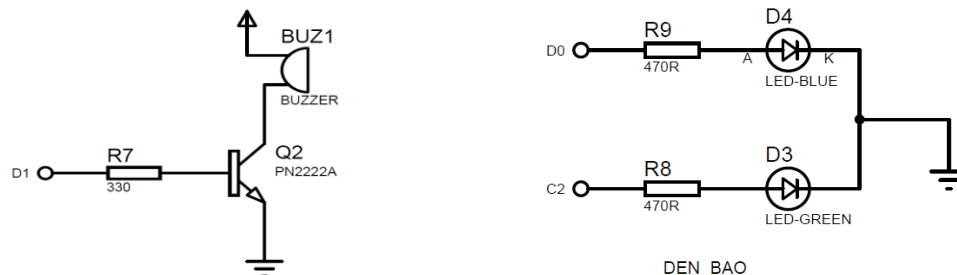 BUZ1
BUZZER
D1
R7
330
Q2
PN2222A
D0
R9
470R
A
D4
K
LED-BLUE
C2
R8
470R
D3
LED-GREEN
DEN BAO